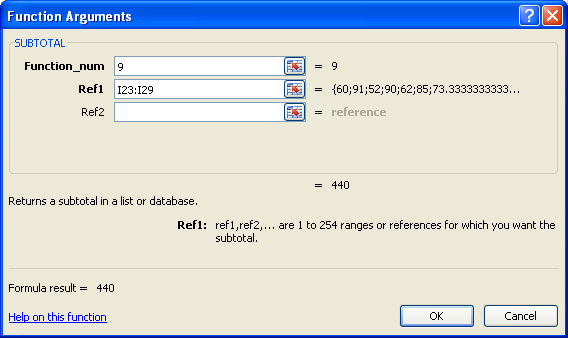 Function Arguments
SUBTOTAL
Function_num 9 = 9
Ref1 I23:I29 = {60;91;52;90;62;85;73.3333333333...
Ref2 = reference
= 440
Returns a subtotal in a list or database.
Ref1: ref1,ref2,... are 1 to 254 ranges or references for which you want the
subtotal.
Formula result = 440
Help on this function OK Cancel